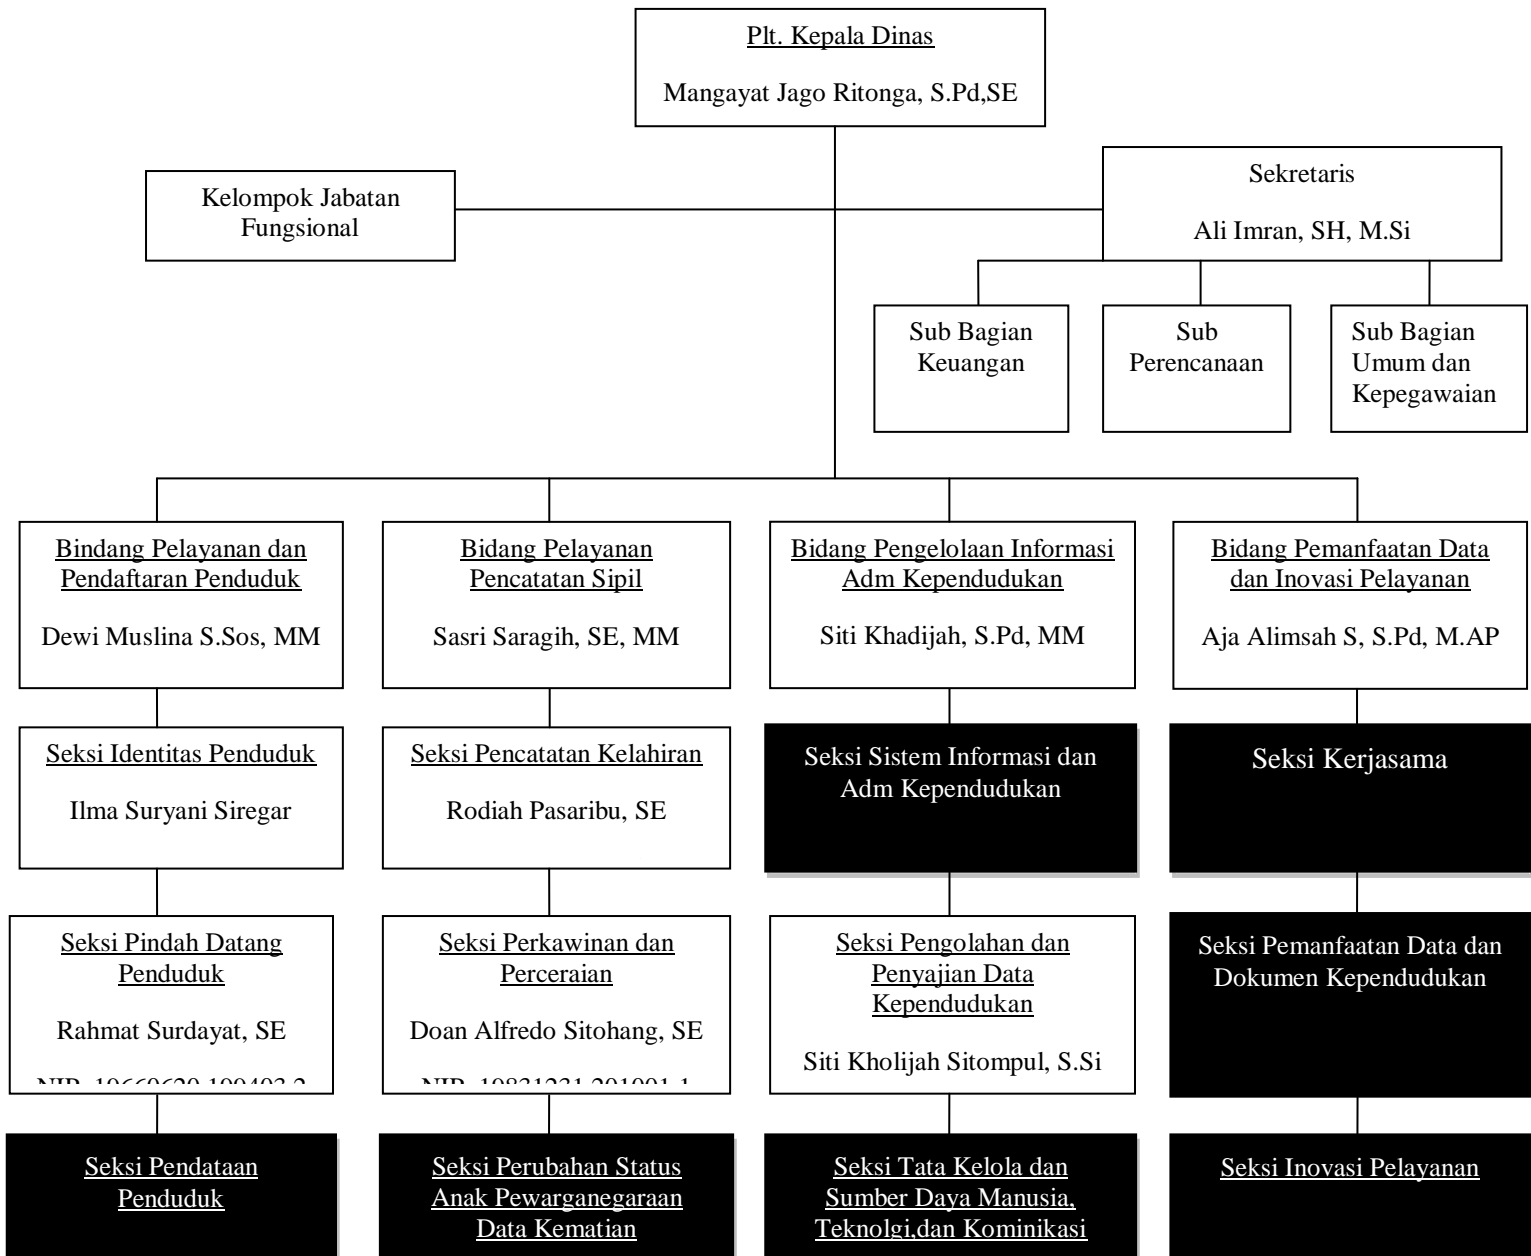 Plt. Kepala Dinas
Mangayat Jago Ritonga, S.Pd,SE
Kelompok Jabatan
Fungsional
Sekretaris
Ali Imran, SH, M.Si
Sub Bagian
Keuangan
Sub
Perencanaan
Sub Bagian
Umum dan
Kepegawaian
Bindang Pelayanan dan
Pendaftaran Penduduk
Dewi Muslina S.Sos, MM
Bidang Pelayanan
Pencatatan Sipil
Sasri Saragih, SE, MM
Bidang Pengelolaan Informasi
Adm Kependudukan
Siti Khadijah, S.Pd, MM
Bidang Pemanfaatan Data
dan Inovasi Pelayanan
Aja Alimsah S, S.Pd, M.AP
Seksi Identitas Penduduk
Ilma Suryani Siregar
Seksi Pencatatan Kelahiran
Rodiah Pasaribu, SE
Seksi Sistem Informasi dan
Adm Kependudukan
Seksi Kerjasama
Seksi Pindah Datang
Penduduk
Rahmat Surdayat, SE
Seksi Perkawinan dan
Perceraian
Doan Alfredo Sitohang, SE
Seksi Pengolahan dan
Penyajian Data
Kependudukan
Siti Kholijah Sitompul, S.Si
Seksi Pemanfaatan Data dan
Dokumen Kependudukan
Seksi Pendataan
Penduduk
Seksi Perubahan Status
Anak Pewarganegaraan
Data Kematian
Seksi Tata Kelola dan
Sumber Daya Manusia,
Teknolgi,dan Kominikasi
Seksi Inovasi Pelayanan